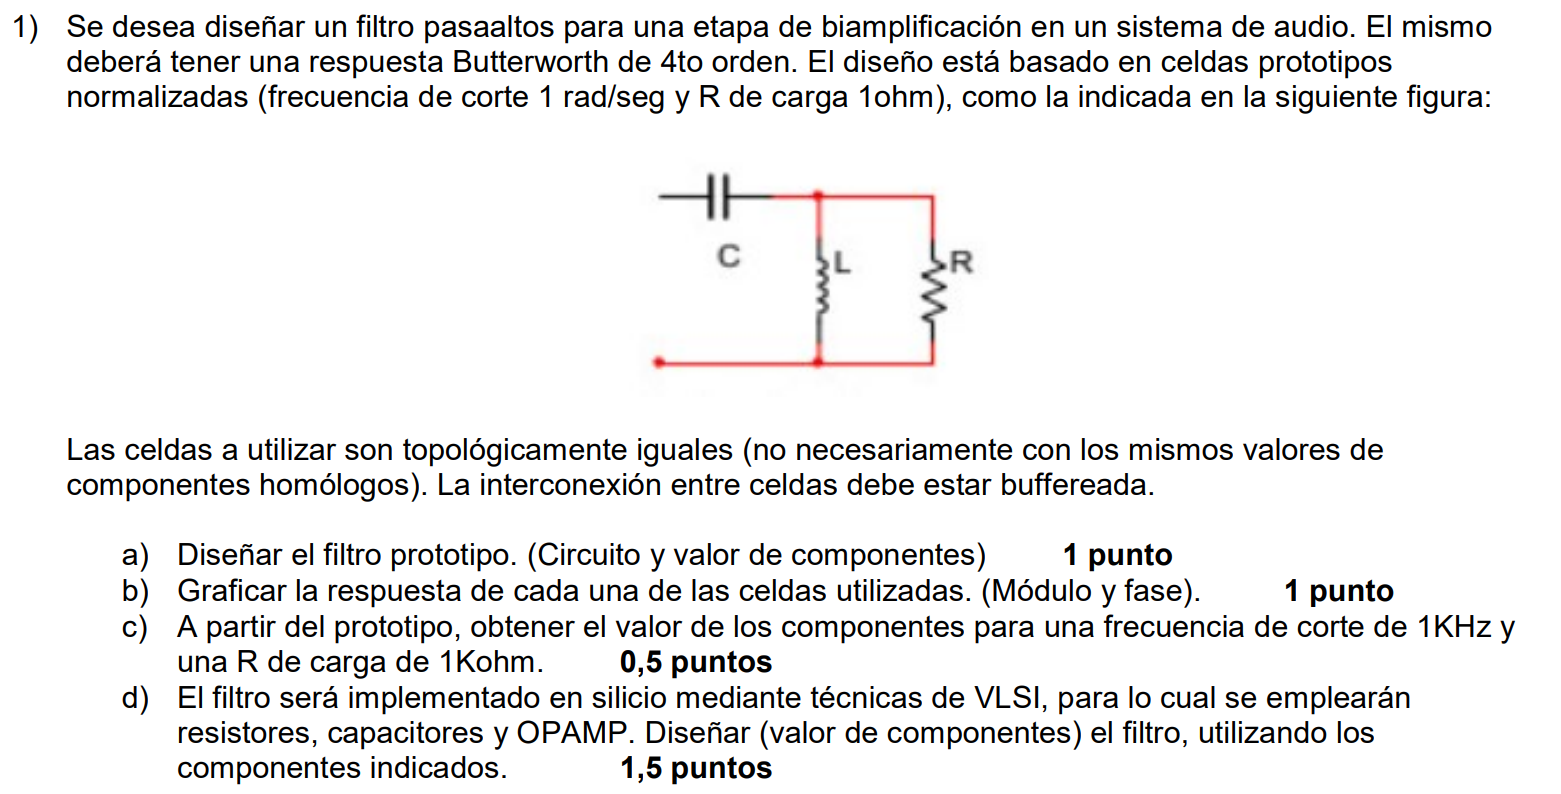 1) Se desea diseñar un filtro pasaaltos para una etapa de biamplificación en un sistema de audio. El mismo
deberá tener una respuesta Butterworth de 4to orden. El diseño está basado en celdas prototipos
normalizadas (frecuencia de corte 1 rad/seg y R de carga 1ohm), como la indicada en la siguiente figura:
C
L
R
Las celdas a utilizar son topológicamente iguales (no necesariamente con los mismos valores de
componentes homólogos). La interconexión entre celdas debe estar buffereada.
a) Diseñar el filtro prototipo. (Circuito y valor de componentes) 1 punto
b) Graficar la respuesta de cada una de las celdas utilizadas. (Módulo y fase). 1 punto
c) A partir del prototipo, obtener el valor de los componentes para una frecuencia de corte de 1KHz y
una R de carga de 1Kohm. 0,5 puntos
d) El filtro será implementado en silicio mediante técnicas de VLSI, para lo cual se emplearán
resistores, capacitores y OPAMP. Diseñar (valor de componentes) el filtro, utilizando los
componentes indicados. 1,5 puntos